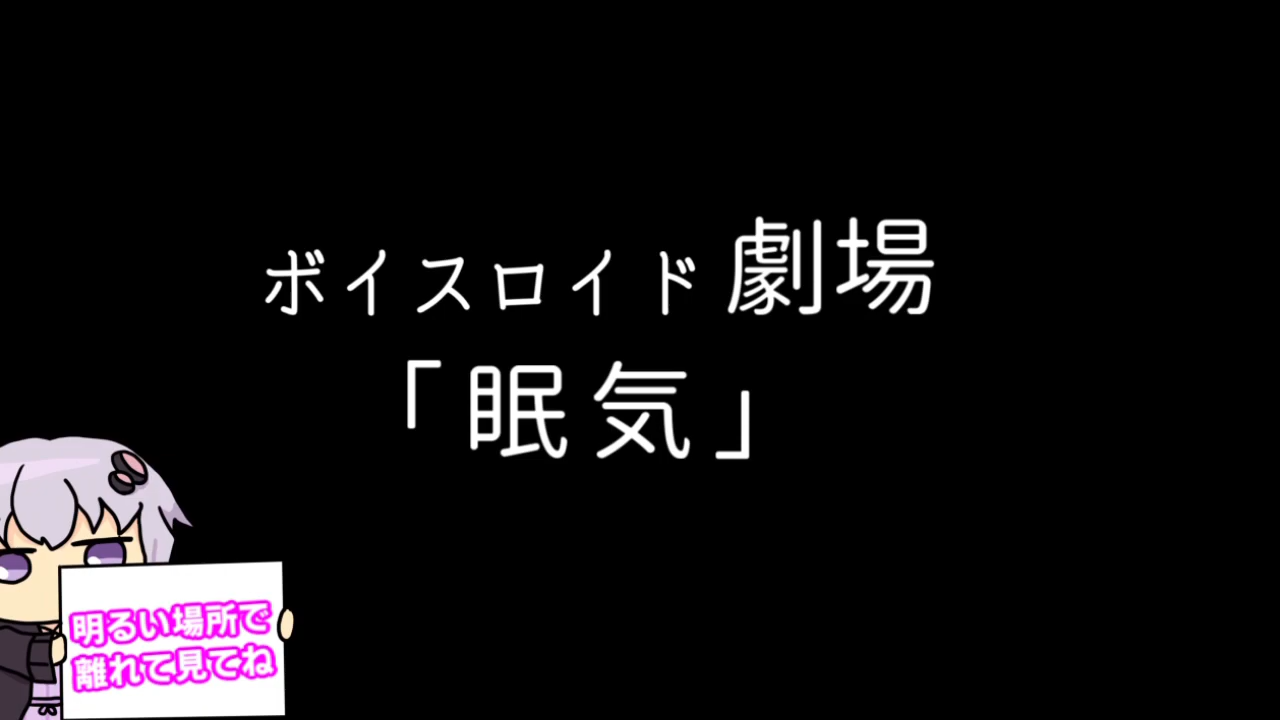 ボイスロイド劇場
「眠気」
明るい場所で
離れて見てね